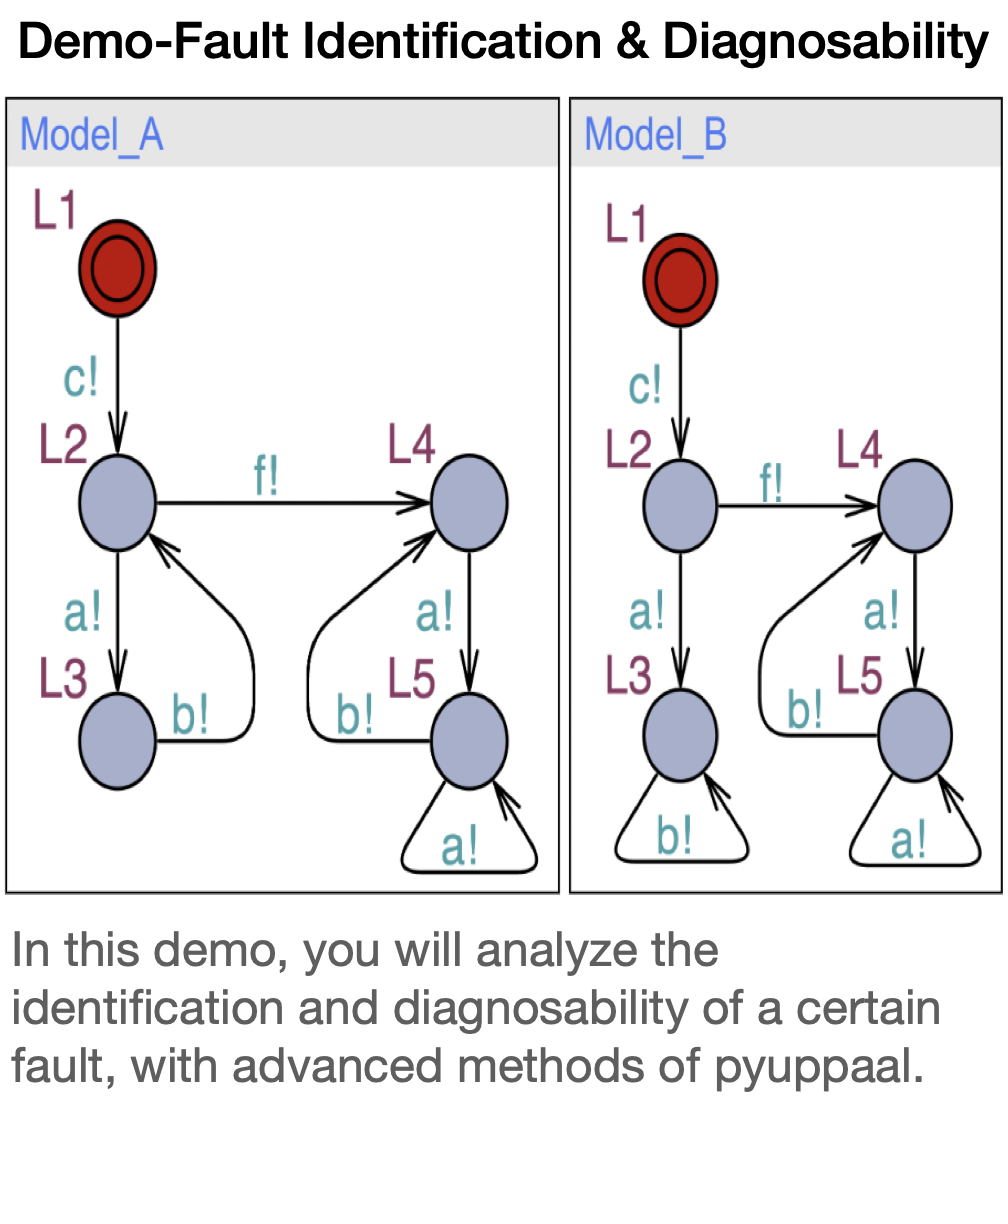 Demo-Fault Identification & Diagnosability
Model_A
L1
c!
L2
f!
L4
a!
a!
L3
b!
b!
L5
a!
Model_B
L1
c!
L2
f!
L4
a!
a!
L3
b!
L5
b!
a!
In this demo, you will analyze the
identification and diagnosability of a certain
fault, with advanced methods of pyuppaal.